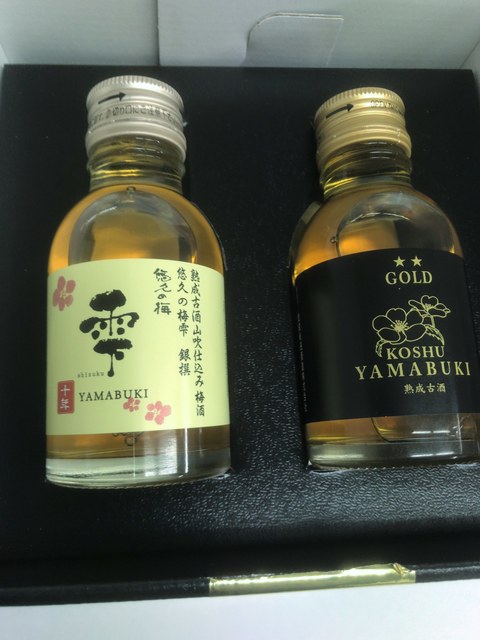 熟成古酒山吹仕込み 梅酒
悠久の梅雫 銀撰
悠久の梅
雫
shizuku
十年
YAMABUKI
★★
GOLD
KOSHU
YAMABUKI
熟成古酒